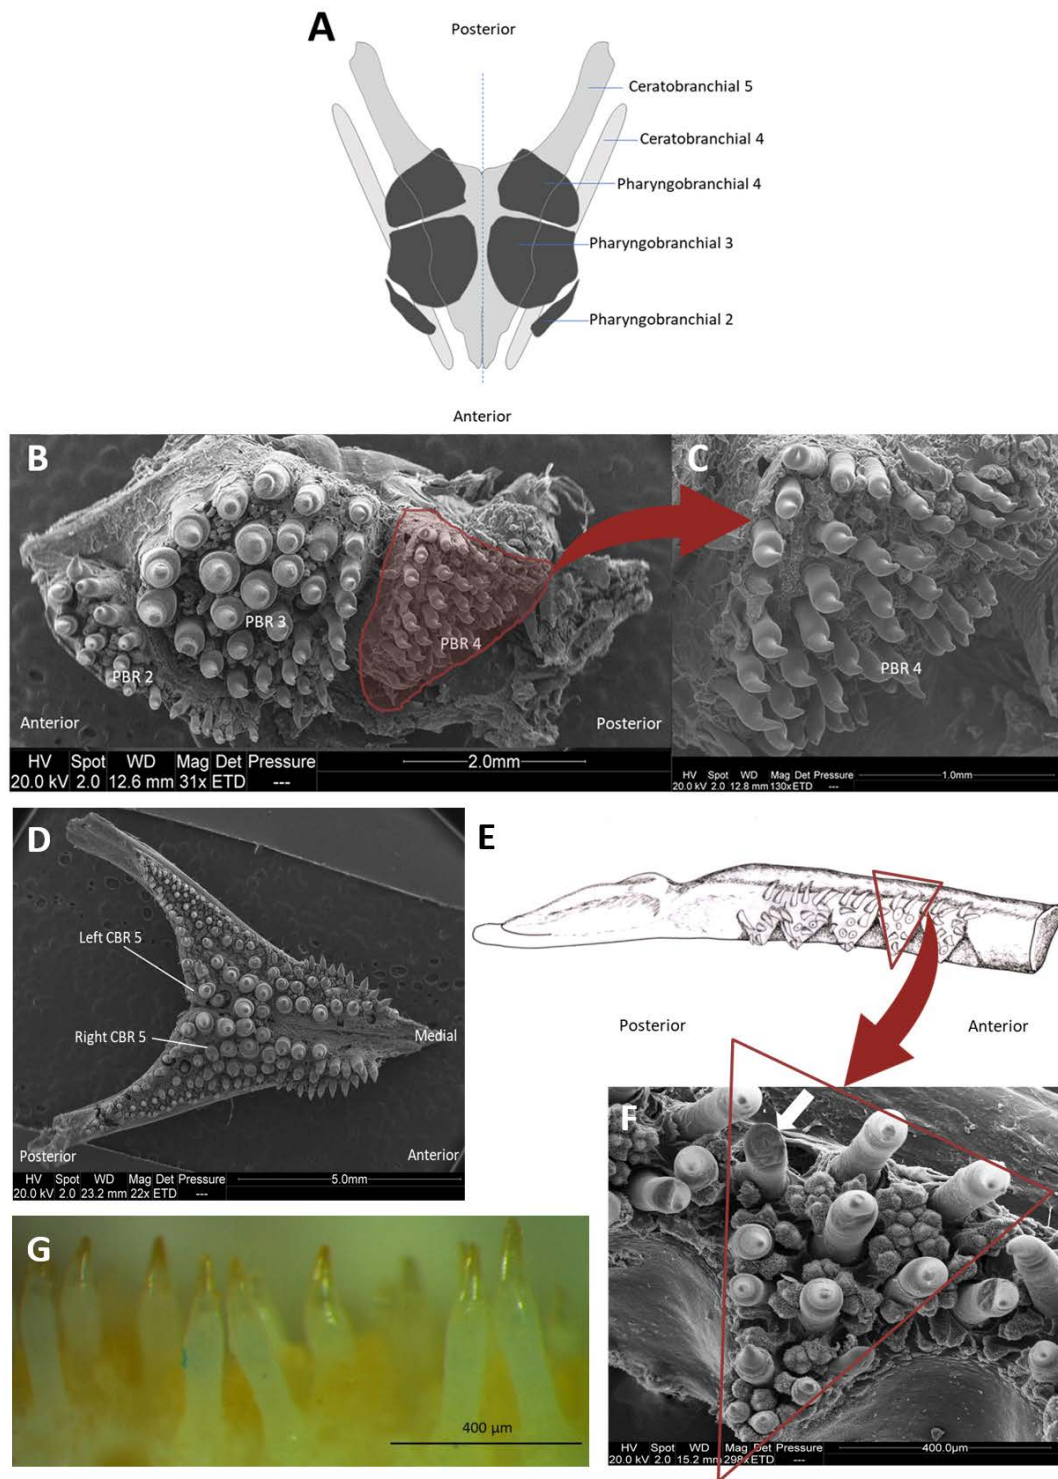 A
Posterior
Ceratobranchial 5
Ceratobranchial 4
Pharyngobranchial 4
Pharyngobranchial 3
Pharyngobranchial 2
Anterior
B
PBR 3
PBR 2
PBR 4
Anterior
Posterior
HV Spot WD Mag Det Pressure
20.0 kV 2.0 12.6 mm 31x ETD --- 2.0mm
C
PBR 4
HV Spot WD Mag Det Pressure
20.0 kV 2.0 12.8 mm 130x ETD --- 1.0mm
D
Left CBR 5
Right CBR 5
Medial
Posterior
Anterior
HV Spot WD Mag Det Pressure
20.0 kV 2.0 23.2 mm 22x ETD --- 5.0mm
E
Posterior
Anterior
F
HV Spot WD Mag Det Pressure
20.0 kV 2.0 15.2 mm 298x ETD --- 400.0µm
G
400 µm